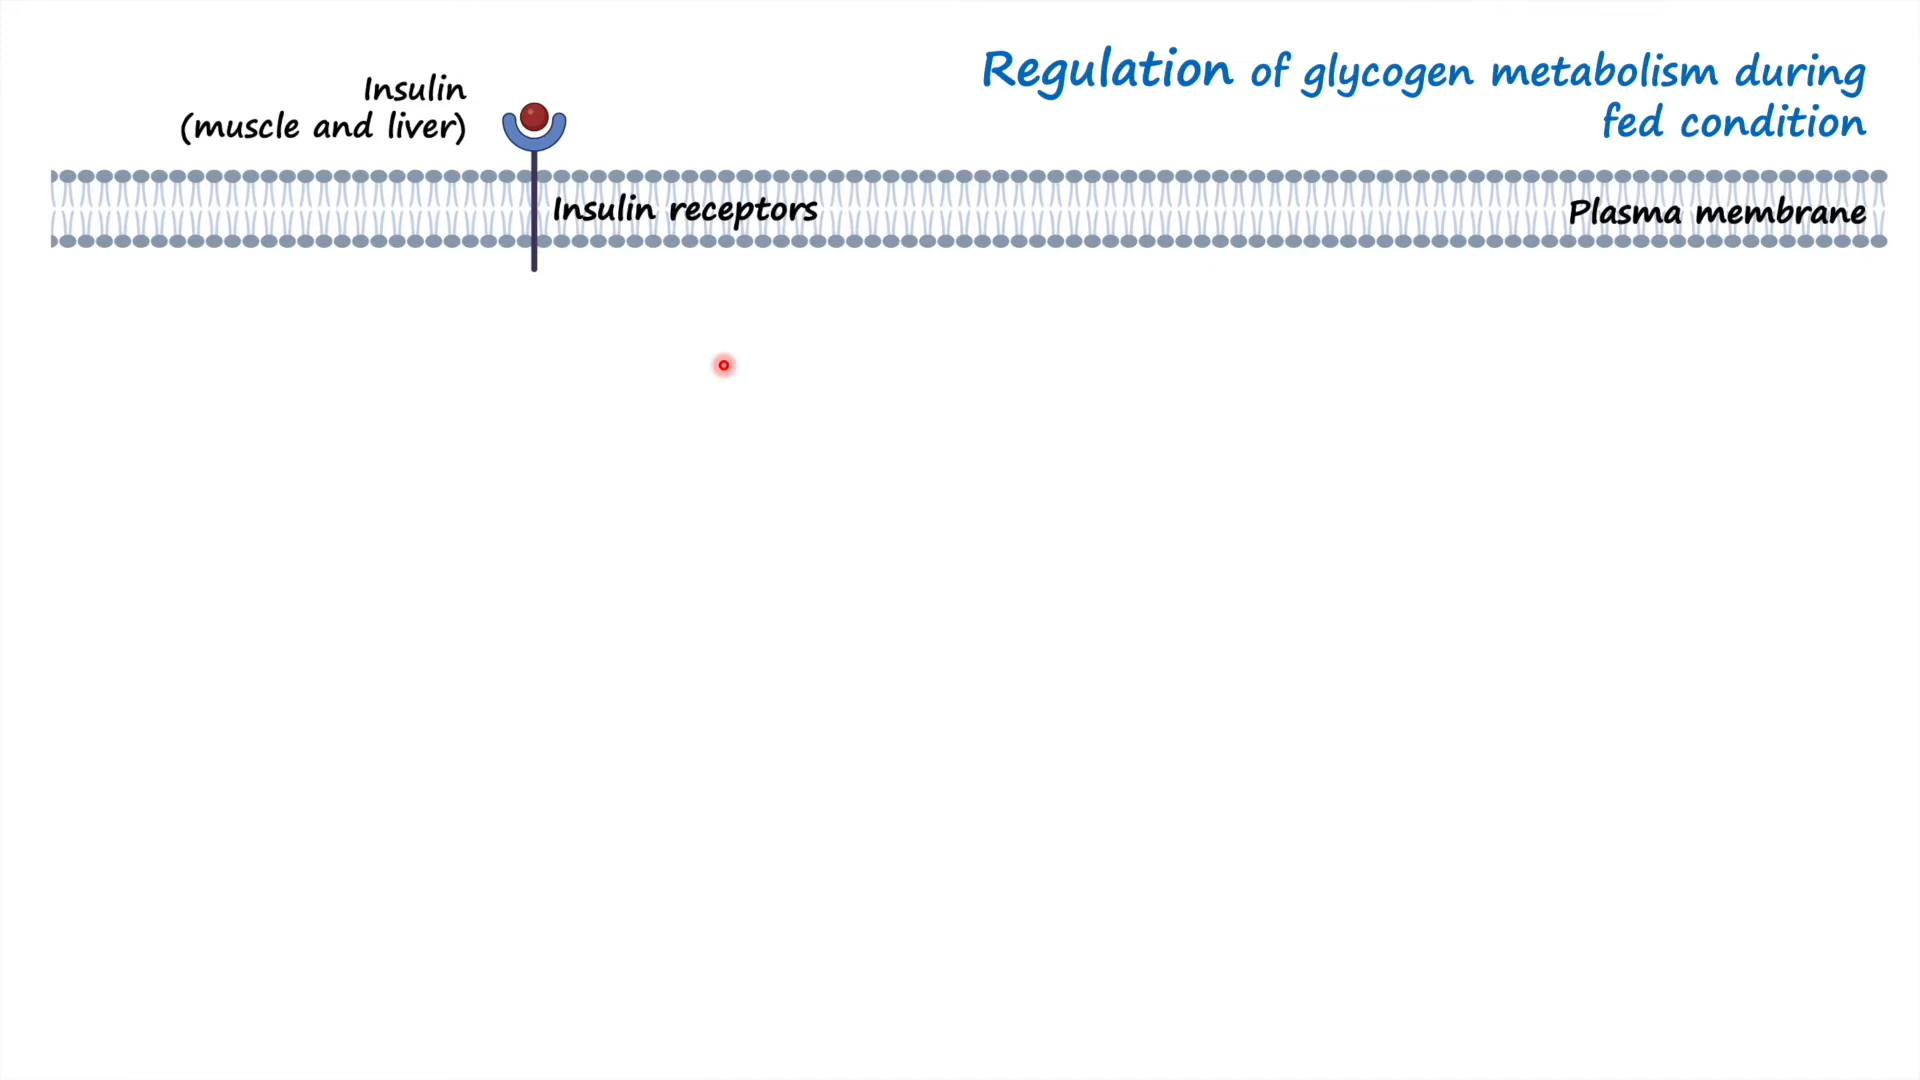 Regulation of glycogen metabolism during
fed condition
Insulin
(muscle and liver)
Insulin receptors
Plasma membrane